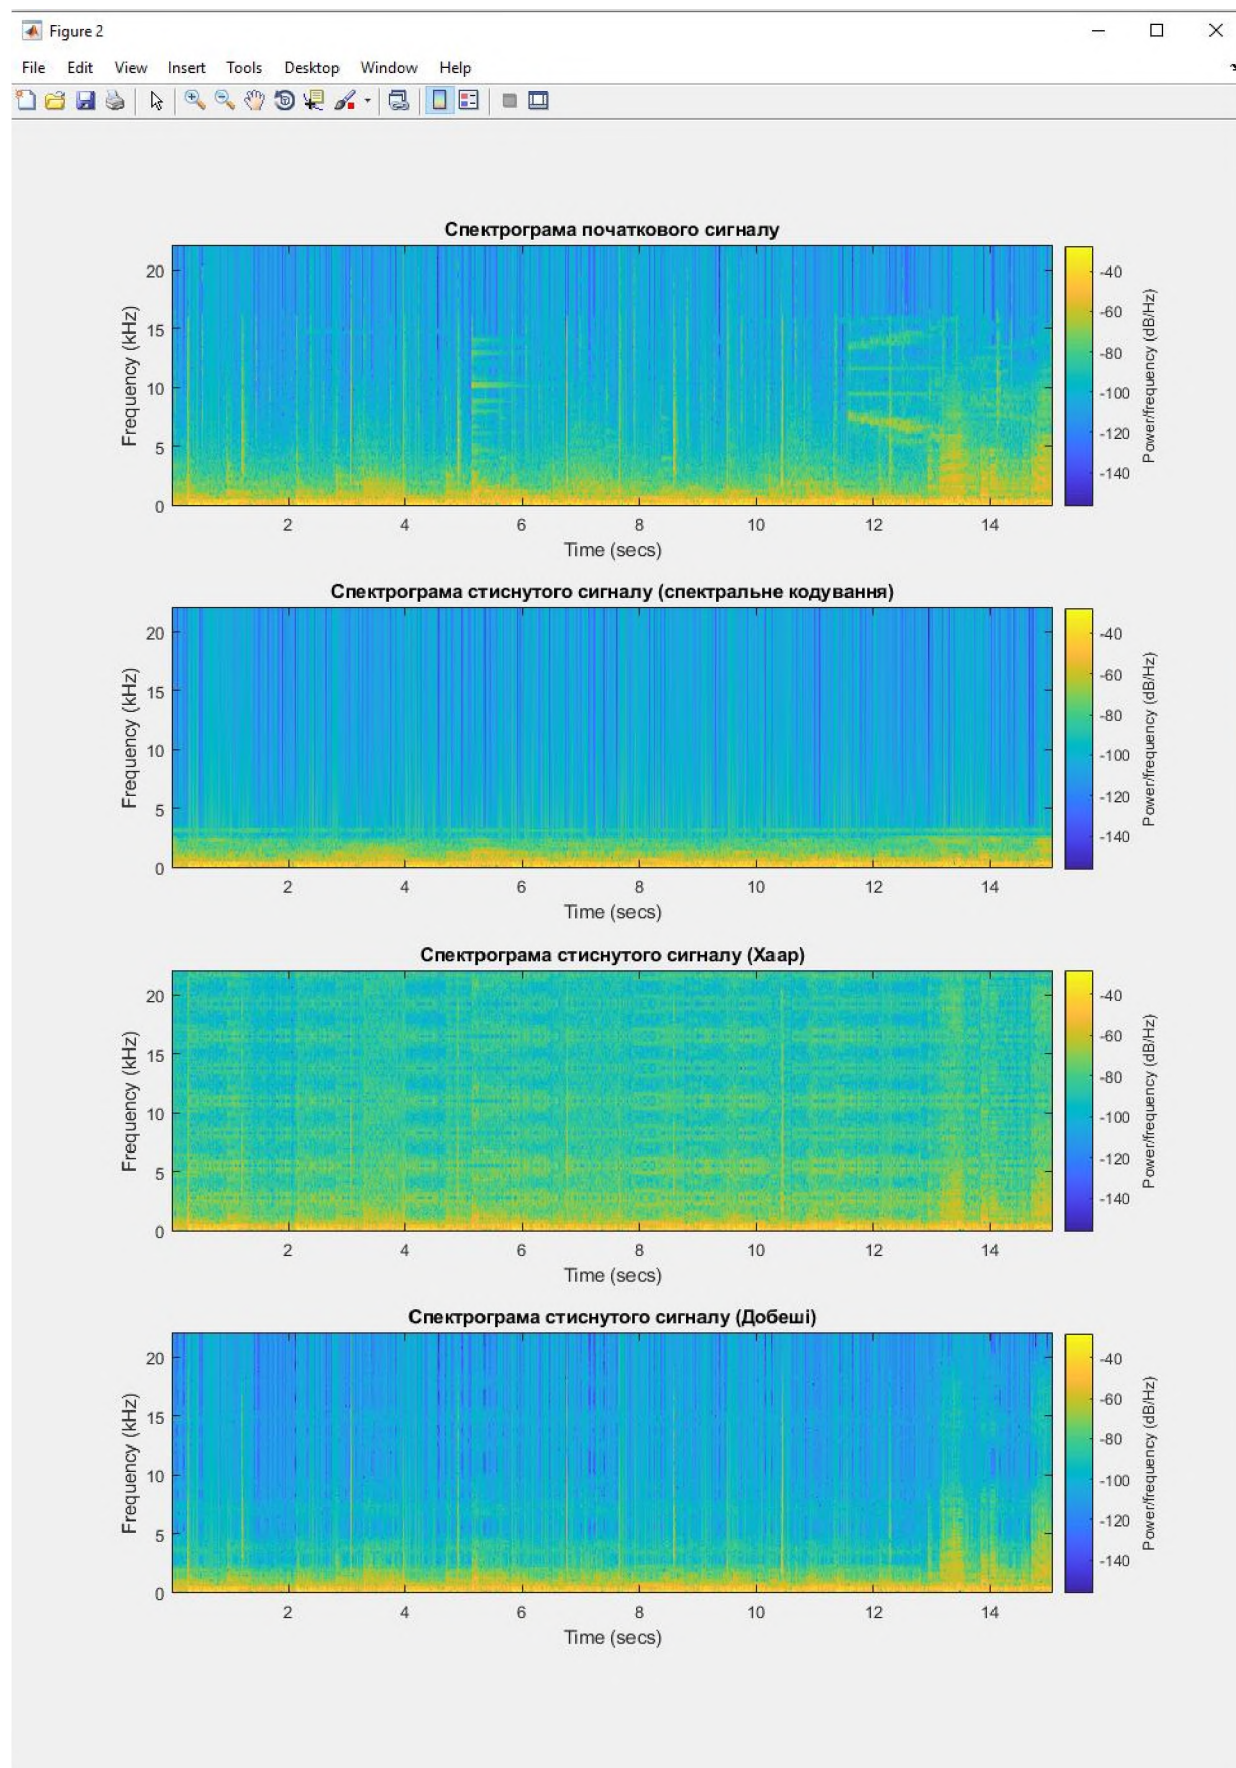 Figure 2
File Edit View Insert Tools Desktop Window Help
Спектрограма початкового сигналу
20
15
10
5
0
Frequency (kHz)
2 4 6 8 10 12 14
Time (secs)
-40
-60
-80
-100
-120
-140
Power/frequency (dB/Hz)
Спектрограма стиснутого сигналу (спектральне кодування)
20
15
10
5
0
Frequency (kHz)
2 4 6 8 10 12 14
Time (secs)
-40
-60
-80
-100
-120
-140
Power/frequency (dB/Hz)
Спектрограма стиснутого сигналу (Хаар)
20
15
10
5
0
Frequency (kHz)
2 4 6 8 10 12 14
Time (secs)
-40
-60
-80
-100
-120
-140
Power/frequency (dB/Hz)
Спектрограма стиснутого сигналу (Добеші)
20
15
10
5
0
Frequency (kHz)
2 4 6 8 10 12 14
Time (secs)
-40
-60
-80
-100
-120
-140
Power/frequency (dB/Hz)